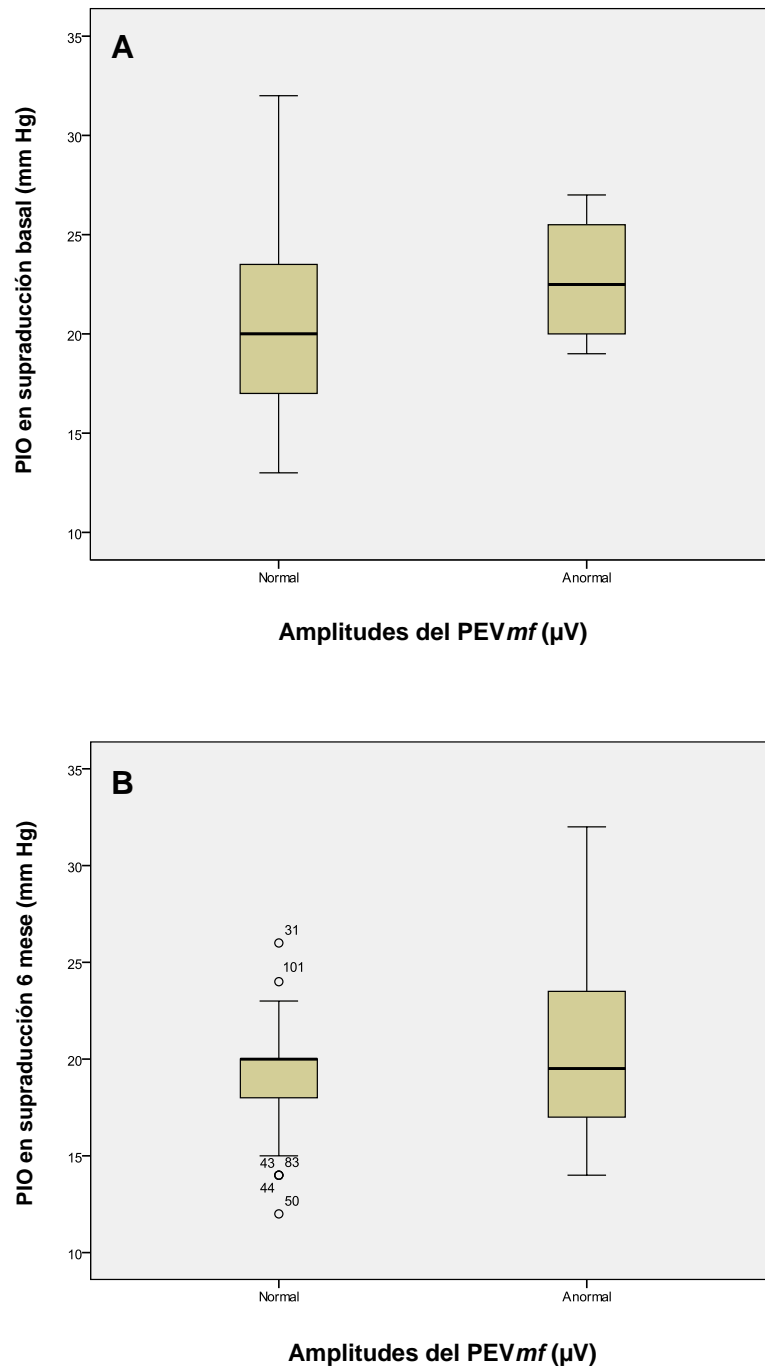 A
PIO en supraducción basal (mm Hg)
35
30
25
20
15
10
Normal
Anormal
Amplitudes del PEVmf (µV)
B
PIO en supraducción 6 mese (mm Hg)
35
30
25
20
15
10
31
101
43 83
44
50
Normal
Anormal
Amplitudes del PEVmf (µV)